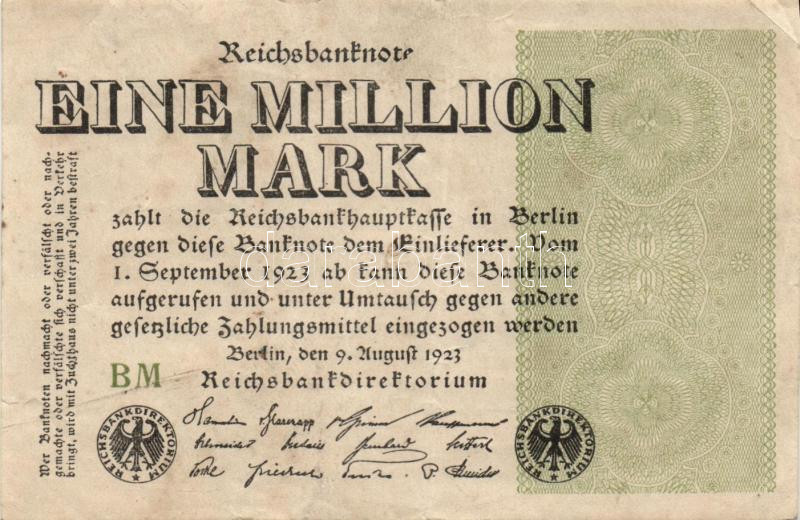 Reichsbanknote
EINE MILLION
MARK
zahlt die Reichsbankhauptkasse in Berlin
gegen diese Banknote dem Einlieferer. Vom
1. September 1923 ab kann diese Banknote
aufgerufen und unter Umtausch gegen andere
gesetzliche Zahlungsmittel eingezogen werden
Berlin, den 9. August 1923
BM
Reichsbankdirektorium
Wer Banknoten nachmacht oder verfälscht oder nach-
gemachte oder verfälschte sich verschafft und in Verkehr
bringt, wird mit Zuchthaus nicht unter zwei Jahren bestraft
REICHSBANKDIREKTORIUM
REICHSBANKDIREKTORIUM
darabanth